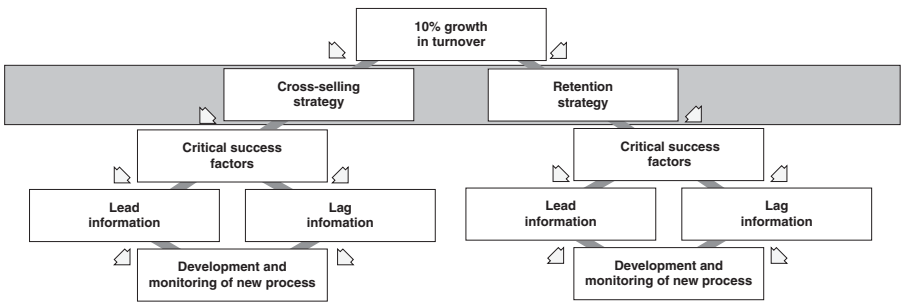 10% growth
in turnover
Cross-selling
strategy
Retention
strategy
Critical success
factors
Critical success
factors
Lead
information
Lag
infomation
Lead
information
Lag
information
Development and
monitoring of new process
Development and
monitoring of new process